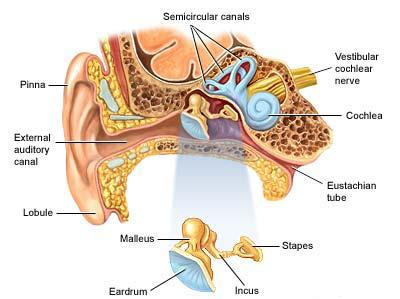 Semicircular canals
Vestibular
cochlear
nerve
Pinna
Cochlea
External
auditory
canal
Eustachian
tube
Lobule
Malleus
Stapes
Eardrum
Incus